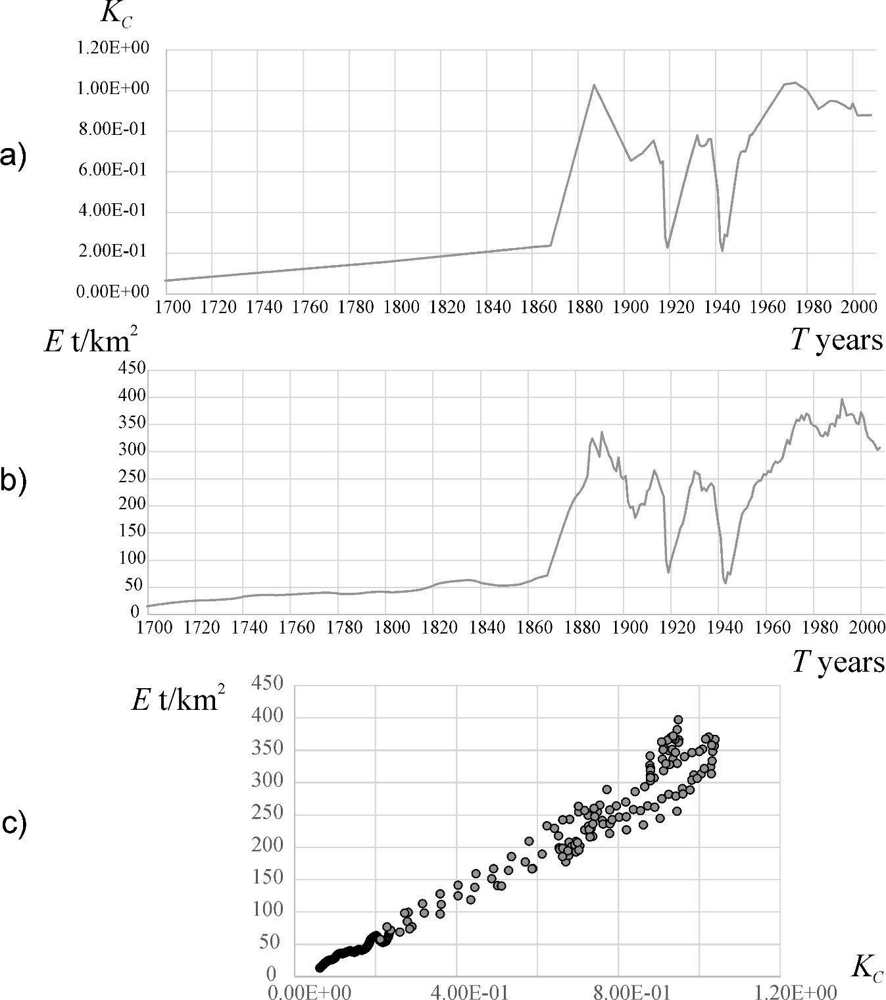 K_C
1.20E+00
1.00E+00
8.00E-01
6.00E-01
4.00E-01
2.00E-01
0.00E+00
a)
1700 1720 1740 1760 1780 1800 1820 1840 1860 1880 1900 1920 1940 1960 1980 2000
T years
E t/km²
450
400
350
300
250
200
150
100
50
0
b)
1700 1720 1740 1760 1780 1800 1820 1840 1860 1880 1900 1920 1940 1960 1980 2000
T years
E t/km²
450
400
350
300
250
200
150
100
50
0
c)
0.00E+00 4.00E-01 8.00E-01 1.20E+00
K_C